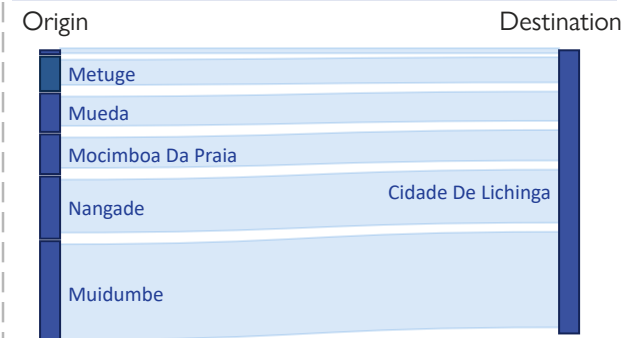 Origin
Destination
Metuge
Mueda
Mocimboa Da Praia
Cidade De Lichinga
Nangade
Muidumbe